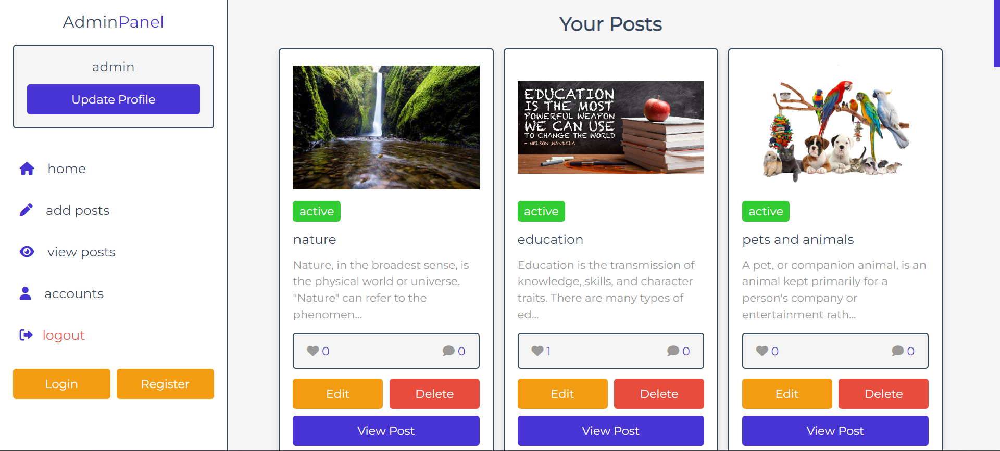 AdminPanel
admin
Update Profile
home
add posts
view posts
accounts
logout
Login
Register
Your Posts
EDUCATION
IS THE MOST
POWERFUL WEAPON
WE CAN USE
TO CHANGE THE WORLD
- NELSON MANDELA
active
nature
Nature, in the broadest sense, is
the physical world or universe.
"Nature" can refer to the
phenomen...
0
0
Edit
Delete
View Post
active
education
Education is the transmission of
knowledge, skills, and character
traits. There are many types of
ed...
1
0
Edit
Delete
View Post
active
pets and animals
A pet, or companion animal, is an
animal kept primarily for a
person's company or
entertainment rath...
0
0
Edit
Delete
View Post